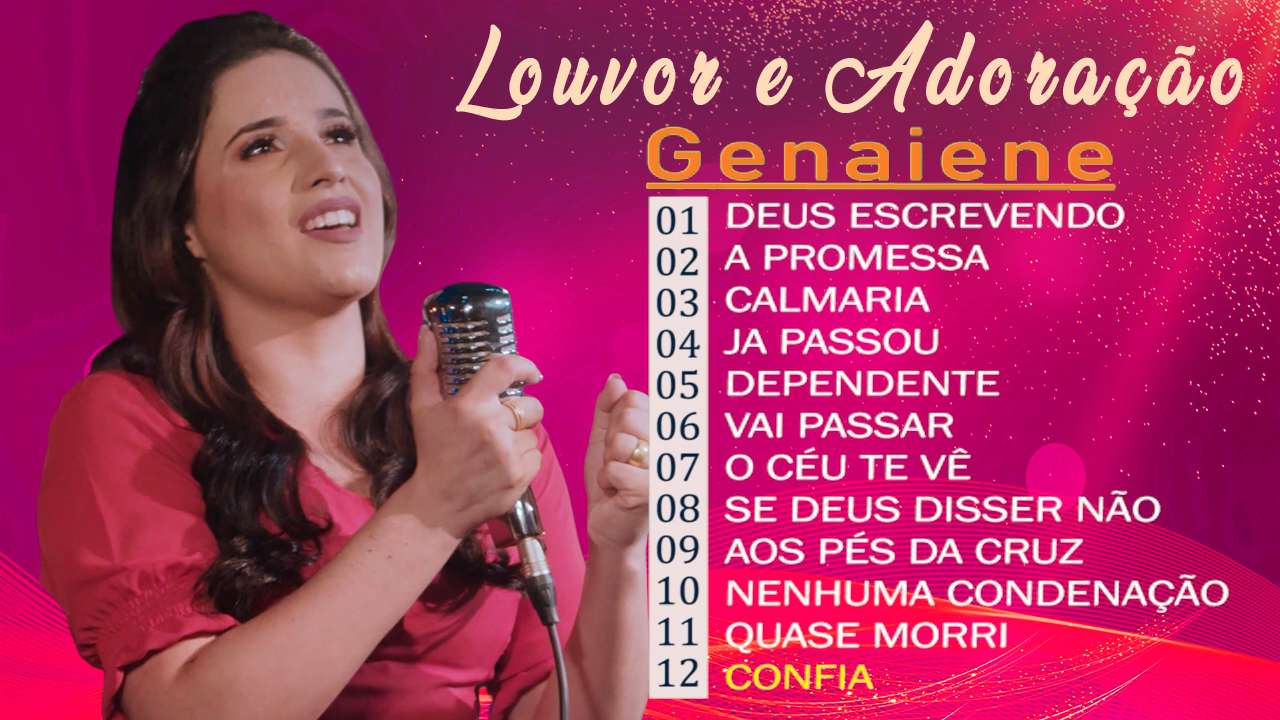 Louvor e Adoração
Genaiene
01 DEUS ESCREVENDO
02 A PROMESSA
03 CALMARIA
04 JA PASSOU
05 DEPENDENTE
06 VAI PASSAR
07 O CÉU TE VÊ
08 SE DEUS DISSER NÃO
09 AOS PÉS DA CRUZ
10 NENHUMA CONDENAÇÃO
11 QUASE MORRI
12 CONFIA